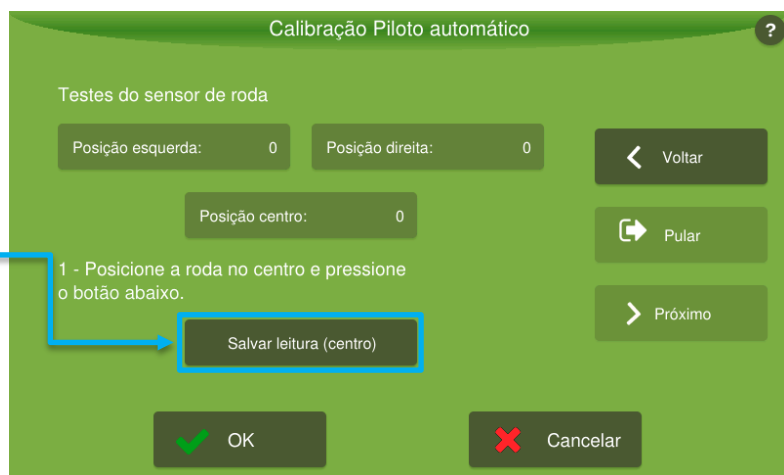 Calibração Piloto automático
?
Testes do sensor de roda
Posição esquerda: 0
Posição direita: 0
Voltar
Posição centro: 0
Pular
1 - Posicione a roda no centro e pressione
o botão abaixo.
Próximo
Salvar leitura (centro)
OK
Cancelar